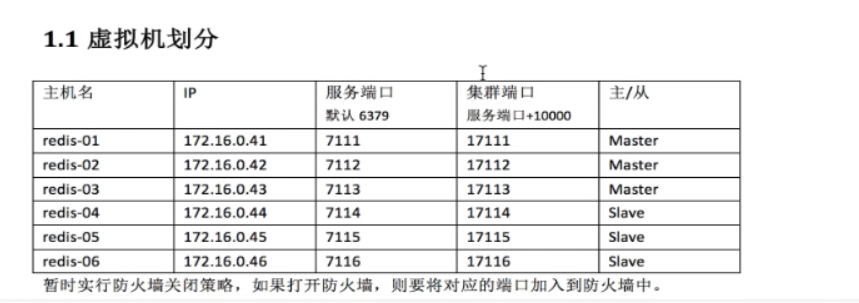 1.1 虚拟机划分
主机名 IP 服务端口 集群端口 主/从
默认 6379 服务端口+10000
redis-01 172.16.0.41 7111 17111 Master
redis-02 172.16.0.42 7112 17112 Master
redis-03 172.16.0.43 7113 17113 Master
redis-04 172.16.0.44 7114 17114 Slave
redis-05 172.16.0.45 7115 17115 Slave
redis-06 172.16.0.46 7116 17116 Slave
暂时实行防火墙关闭策略，如果打开防火墙，则要将对应的端口加入到防火墙中。